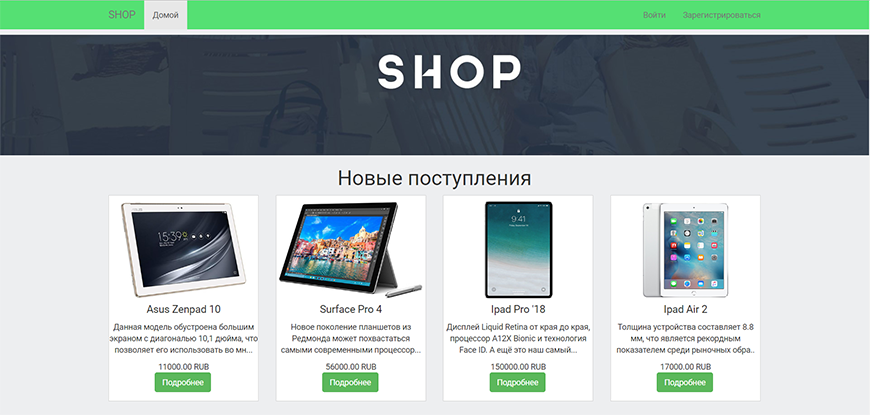 SHOP Домой Войти Зарегистрироваться
SHOP
Новые поступления
Asus Zenpad 10
Данная модель обустроена большим
экраном с диагональю 10,1 дюйма, что
позволяет его использовать во мн...
11000.00 RUB
Подробнее
Surface Pro 4
Новое поколение планшетов из
Редмонда может похвастаться
самыми современными процессор...
56000.00 RUB
Подробнее
9:41
Ipad Pro '18
Дисплей Liquid Retina от края до края,
процессор A12X Bionic и технология
Face ID. А ещё это наш самый...
150000.00 RUB
Подробнее
Ipad Air 2
Толщина устройства составляет 8.8
мм, что является рекордным
показателем среди рыночных обра..
17000.00 RUB
Подробнее